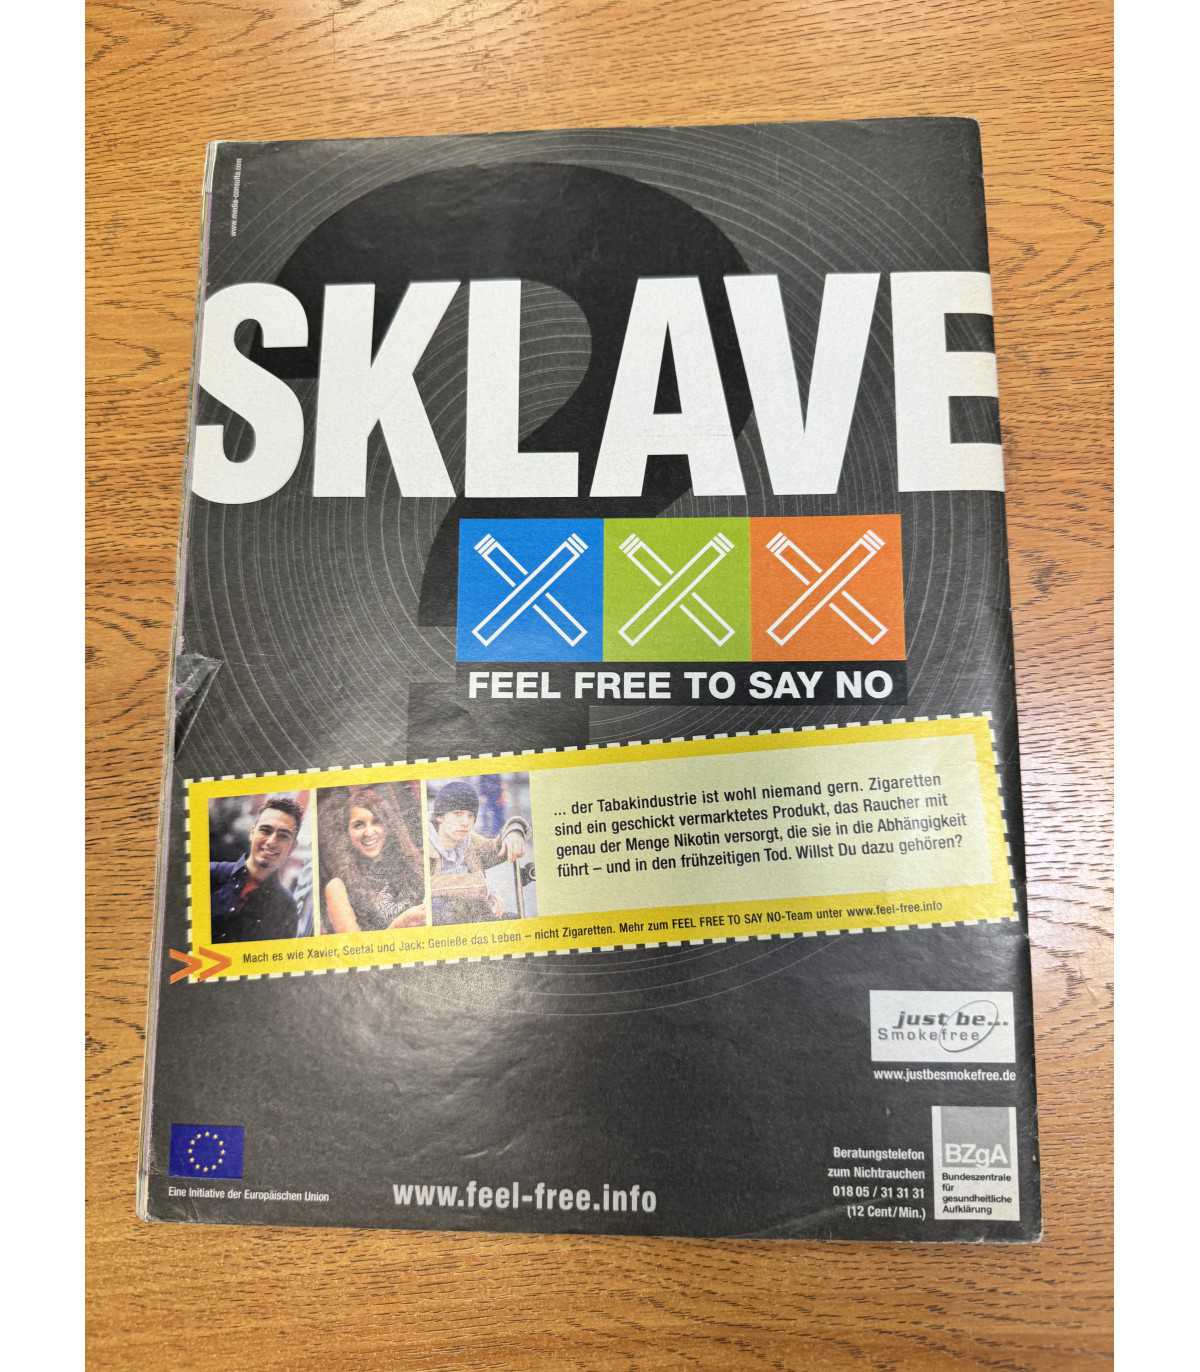 www.media-consulta.com
SKLAVE
FEEL FREE TO SAY NO
... der Tabakindustrie ist wohl niemand gern. Zigaretten
sind ein geschickt vermarktetes Produkt, das Raucher mit
genau der Menge Nikotin versorgt, die sie in die Abhängigkeit
führt – und in den frühzeitigen Tod. Willst Du dazu gehören?
Mach es wie Xavier, Seetal und Jack: Genieße das Leben – nicht Zigaretten. Mehr zum FEEL FREE TO SAY NO-Team unter www.feel-free.info
just be...
Smokefree
www.justbesmokefree.de
Eine Initiative der Europäischen Union
www.feel-free.info
Beratungstelefon
zum Nichtrauchen
018 05 / 31 31 31
(12 Cent/Min.)
BZgA
Bundeszentrale
für
gesundheitliche
Aufklärung